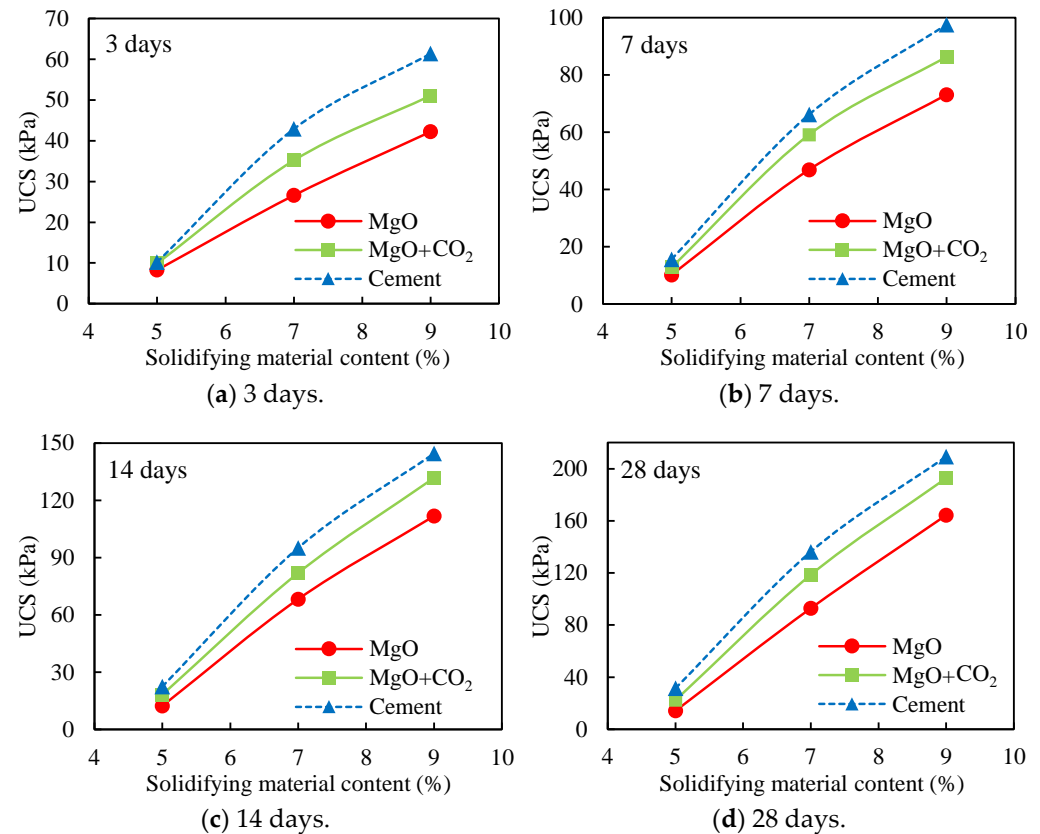 3 days
UCS (kPa)
70
60
50
40
30
20
10
0
MgO
MgO+CO₂
Cement
4 5 6 7 8 9 10
Solidifying material content (%)
(a) 3 days.
7 days
UCS (kPa)
100
80
60
40
20
0
MgO
MgO+CO₂
Cement
4 5 6 7 8 9 10
Solidifying material content (%)
(b) 7 days.
14 days
UCS (kPa)
150
120
90
60
30
0
MgO
MgO+CO₂
Cement
4 5 6 7 8 9 10
Solidifying material content (%)
(c) 14 days.
28 days
UCS (kPa)
200
160
120
80
40
0
MgO
MgO+CO₂
Cement
4 5 6 7 8 9 10
Solidifying material content (%)
(d) 28 days.